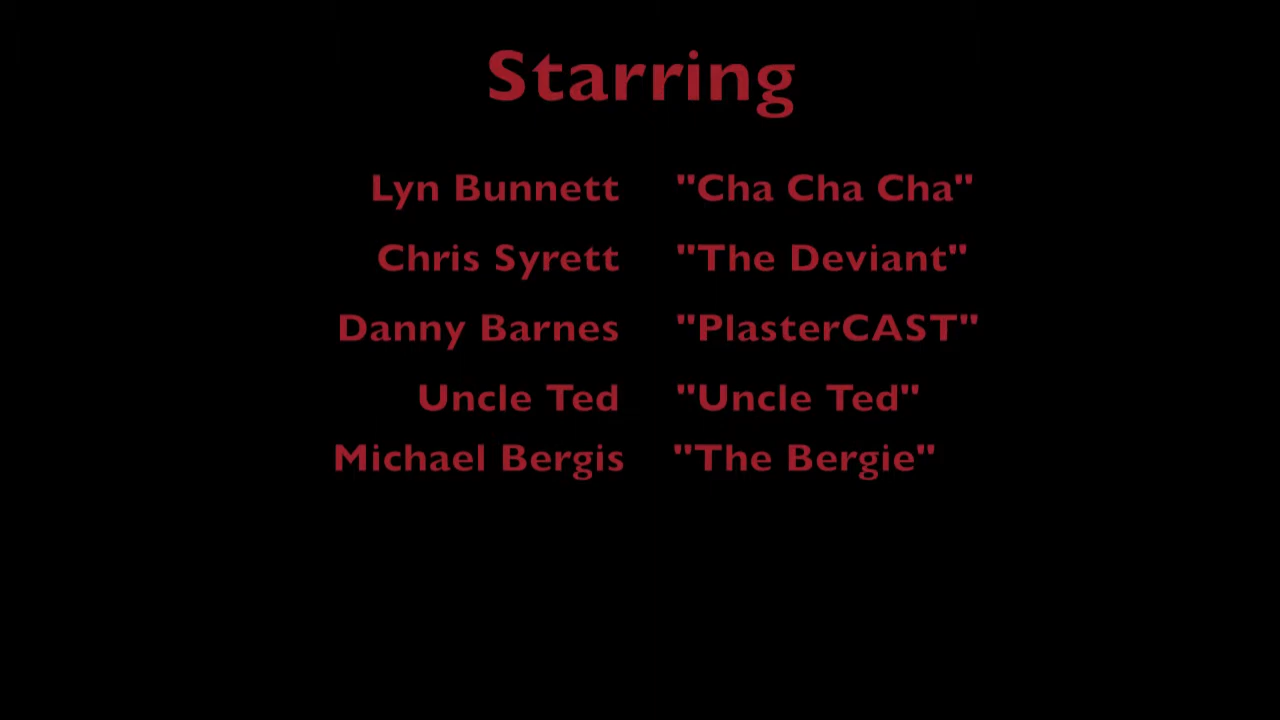 Starring
Lyn Bunnett "Cha Cha Cha"
Chris Syrett "The Deviant"
Danny Barnes "PlasterCAST"
Uncle Ted "Uncle Ted"
Michael Bergis "The Bergie"